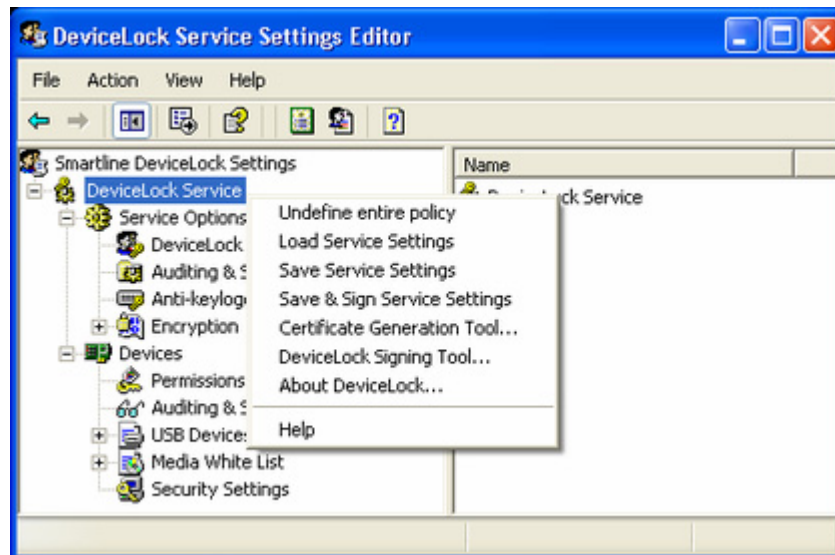 DeviceLock Service Settings Editor
File Action View Help
Smartline DeviceLock Settings
DeviceLock Service
Service Options
DeviceLock
Auditing &
Anti-keylog
Encryption
Devices
Permissions
Auditing &
USB Devices
Media White List
Security Settings
Undefine entire policy
Load Service Settings
Save Service Settings
Save & Sign Service Settings
Certificate Generation Tool...
DeviceLock Signing Tool...
About DeviceLock...
Help
Name
ck Service